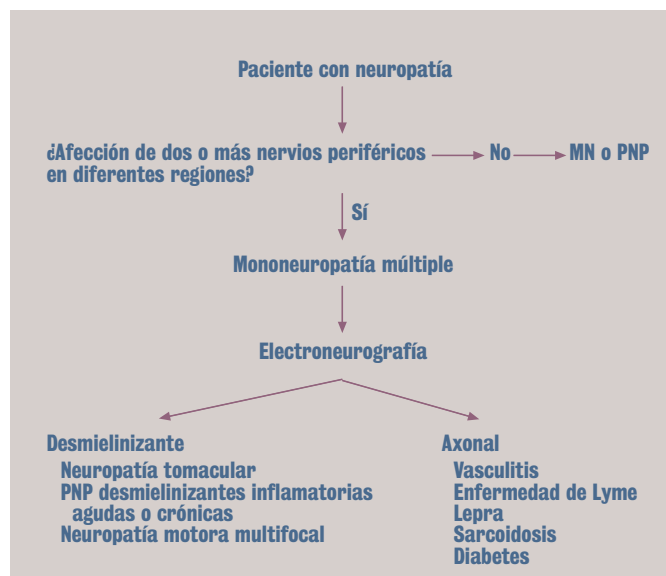 Paciente con neuropatía
¿Afección de dos o más nervios periféricos
en diferentes regiones?
No
MN o PNP
Sí
Mononeuropatía múltiple
Electroneurografía
Desmielinizante
Neuropatía tomacular
PNP desmielinizantes inflamatorias
agudas o crónicas
Neuropatía motora multifocal
Axonal
Vasculitis
Enfermedad de Lyme
Lepra
Sarcoidosis
Diabetes